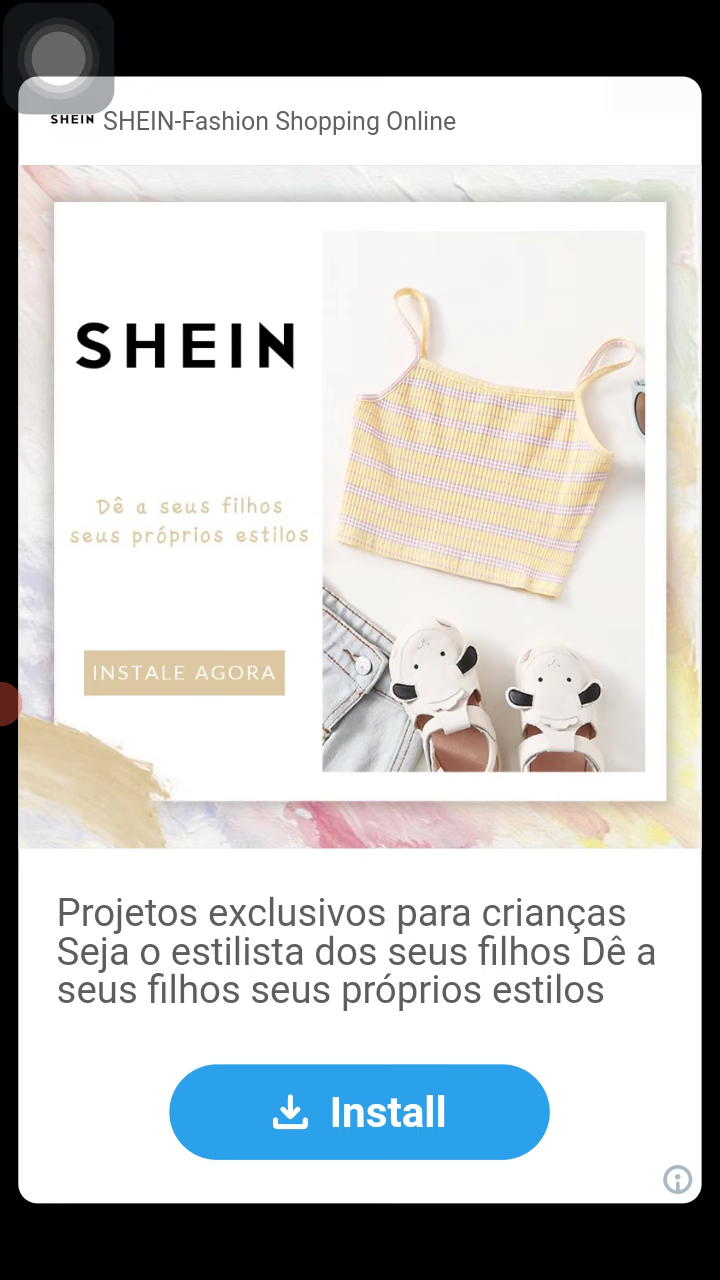 SHEIN SHEIN-Fashion Shopping Online
SHEIN
Dê a seus filhos
seus próprios estilos
INSTALE AGORA
Projetos exclusivos para crianças
Seja o estilista dos seus filhos Dê a
seus filhos seus próprios estilos
Install